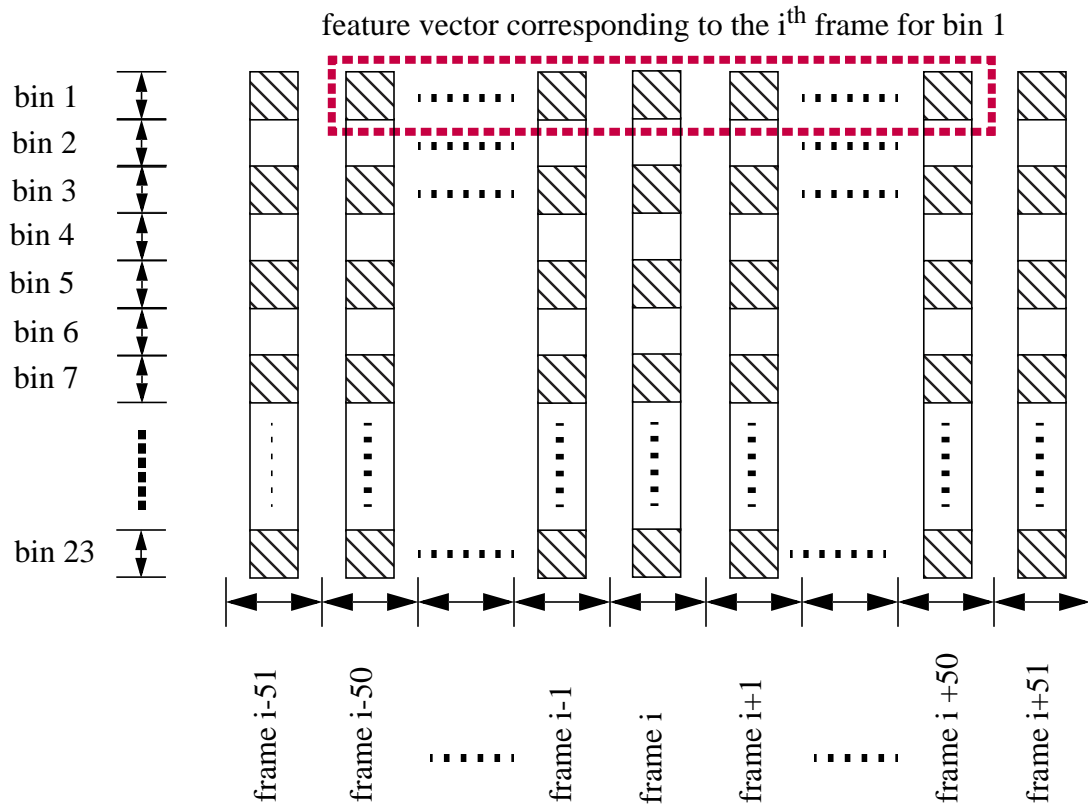 feature vector corresponding to the i^th frame for bin 1
bin 1
bin 2
bin 3
bin 4
bin 5
bin 6
bin 7
bin 23
frame i-51
frame i-50
frame i-1
frame i
frame i+1
frame i +50
frame i+51